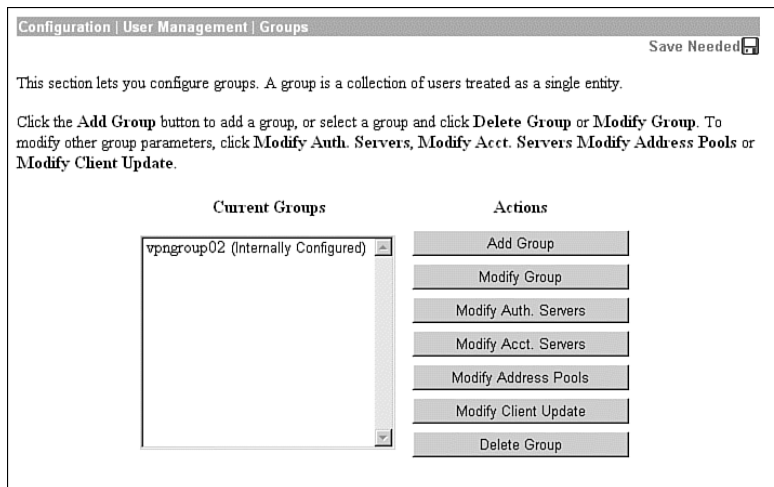 Configuration | User Management | Groups
Save Needed
This section lets you configure groups. A group is a collection of users treated as a single entity.
Click the Add Group button to add a group, or select a group and click Delete Group or Modify Group. To
modify other group parameters, click Modify Auth. Servers, Modify Acct. Servers Modify Address Pools or
Modify Client Update.
Current Groups
Actions
vpngroup02 (Internally Configured)
Add Group
Modify Group
Modify Auth. Servers
Modify Acct. Servers
Modify Address Pools
Modify Client Update
Delete Group